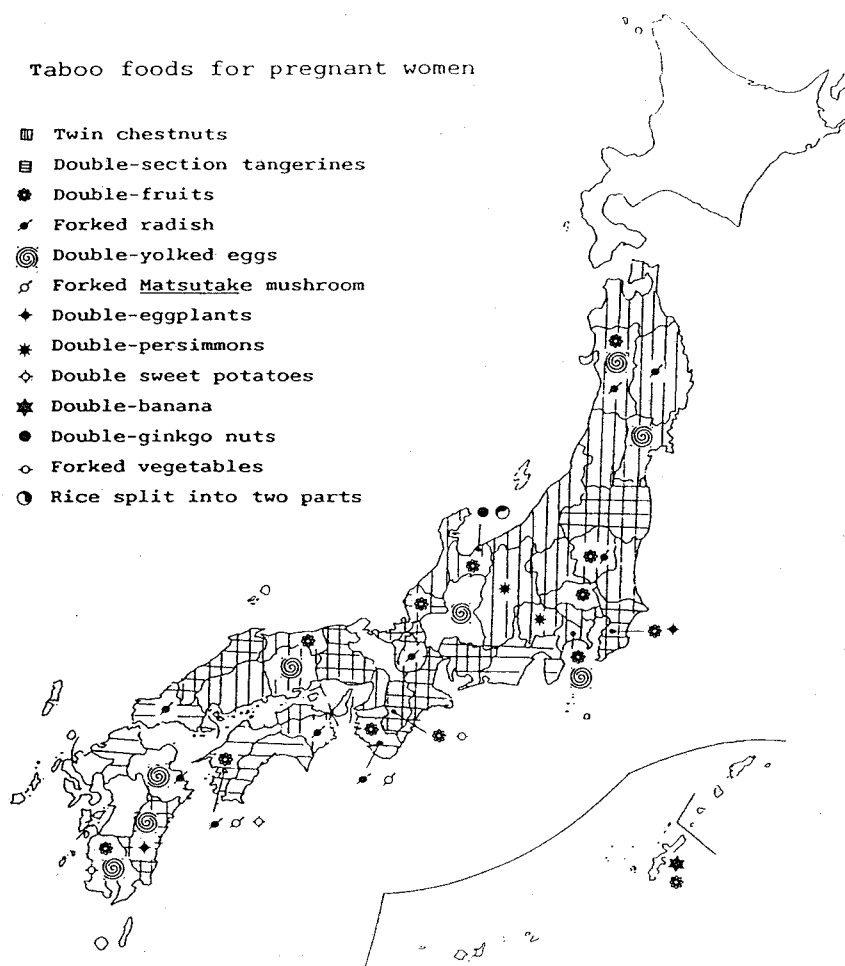 Taboo foods for pregnant women
Twin chestnuts
Double-section tangerines
Double-fruits
Forked radish
Double-yolked eggs
Forked Matsutake mushroom
Double-eggplants
Double-persimmons
Double sweet potatoes
Double-banana
Double-ginkgo nuts
Forked vegetables
Rice split into two parts